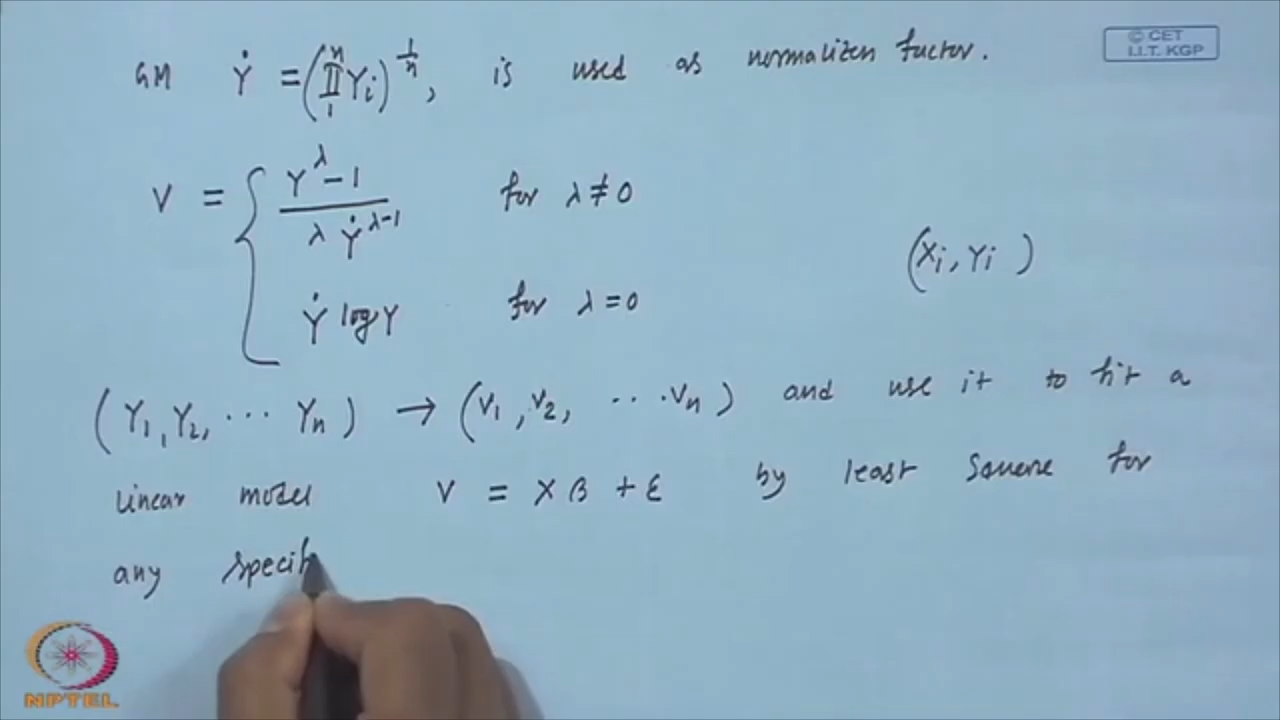 © CET
I.I.T. KGP
GM Ẏ = (∏₁ⁿ Yi)^(1/n), is used as normalizen factor.
V = { (Y^λ − 1) / (λ Ẏ^(λ−1)) for λ ≠ 0
(Xi, Yi)
Ẏ log Y for λ = 0
(Y1, Y2, ... Yn) → (V1, V2, ... Vn) and use it to fit a
linear model V = Xβ + ε by least square for
any specif
NPTEL